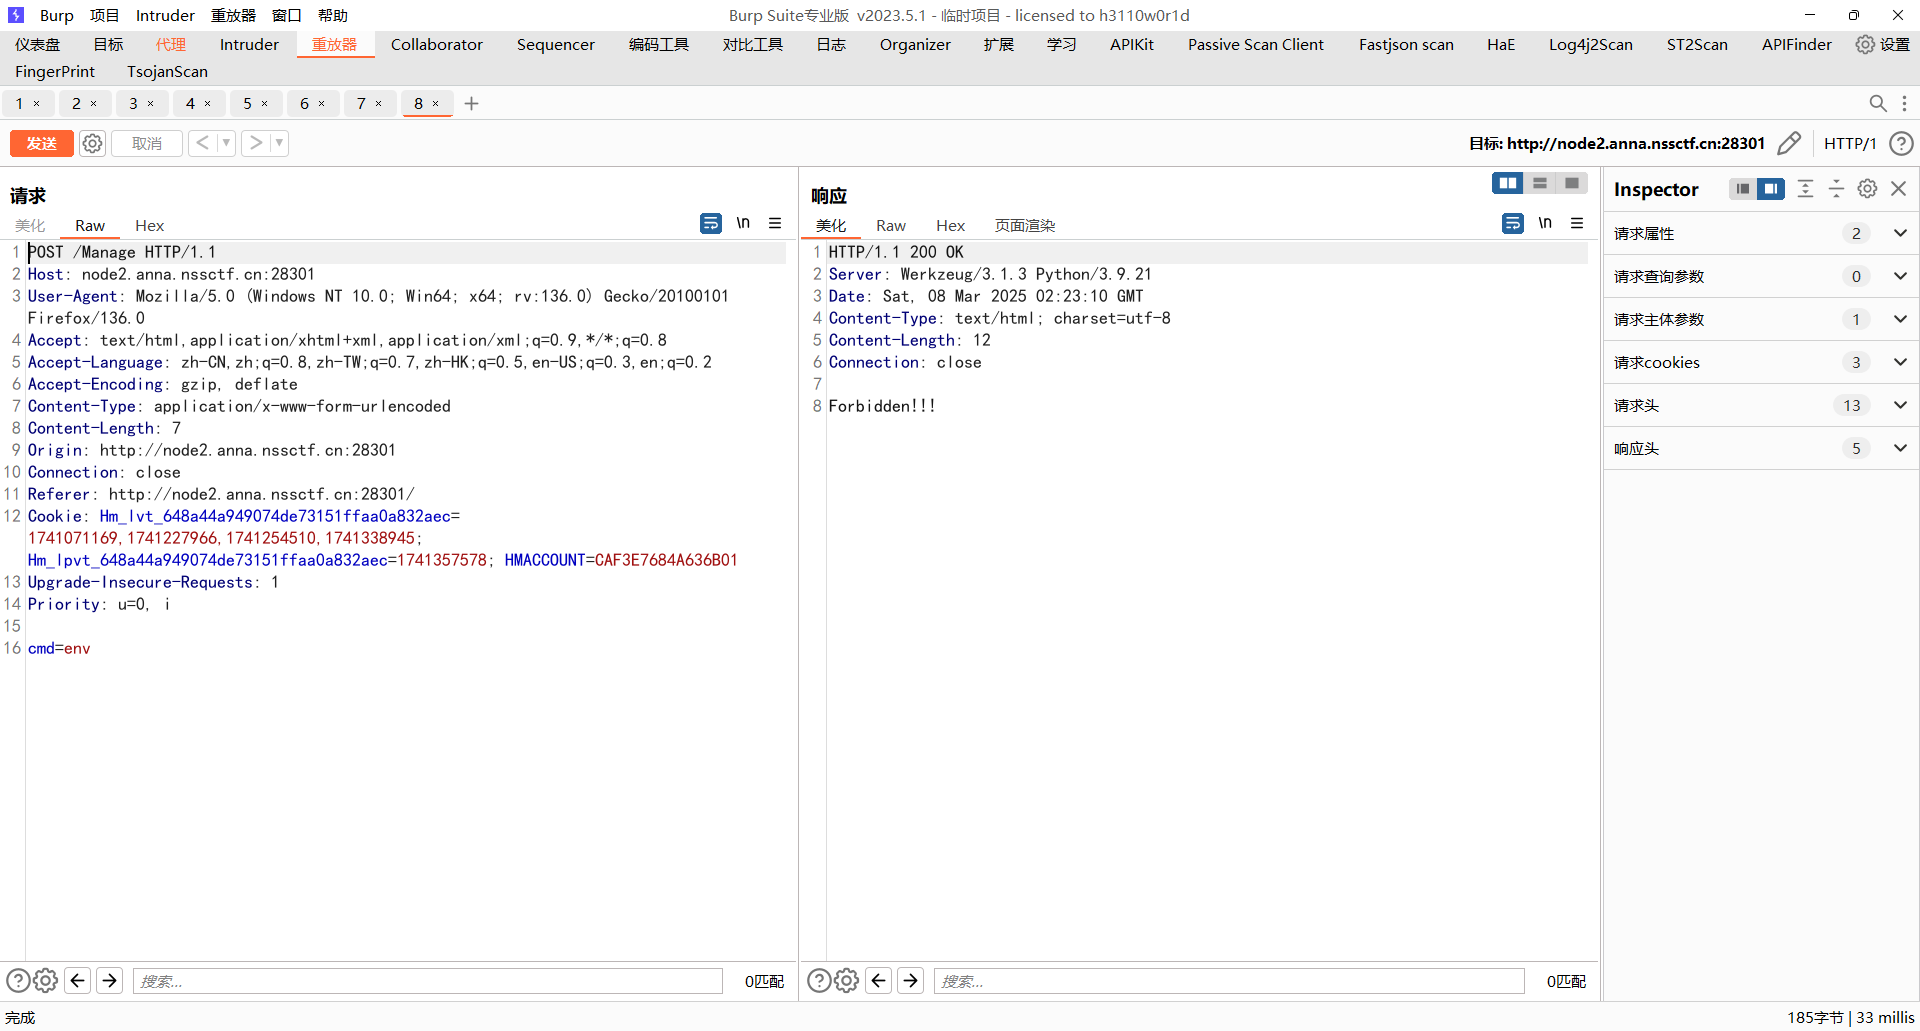 Burp 项目 Intruder 重放器 窗口 帮助 Burp Suite专业版 v2023.5.1 - 临时项目 - licensed to h3110w0r1d
仪表盘 目标 代理 Intruder 重放器 Collaborator Sequencer 编码工具 对比工具 日志 Organizer 扩展 学习 APIKit Passive Scan Client Fastjson scan HaE Log4j2Scan ST2Scan APIFinder 设置
FingerPrint TsojanScan
1 × 2 × 3 × 4 × 5 × 6 × 7 × 8 × +
发送 取消 < > 目标: http://node2.anna.nssctf.cn:28301 HTTP/1 ?
请求
美化 Raw Hex \n
1 POST /Manage HTTP/1.1
2 Host: node2.anna.nssctf.cn:28301
3 User-Agent: Mozilla/5.0 (Windows NT 10.0; Win64; x64; rv:136.0) Gecko/20100101
Firefox/136.0
4 Accept: text/html,application/xhtml+xml,application/xml;q=0.9,*/*;q=0.8
5 Accept-Language: zh-CN,zh;q=0.8,zh-TW;q=0.7,zh-HK;q=0.5,en-US;q=0.3,en;q=0.2
6 Accept-Encoding: gzip, deflate
7 Content-Type: application/x-www-form-urlencoded
8 Content-Length: 7
9 Origin: http://node2.anna.nssctf.cn:28301
10 Connection: close
11 Referer: http://node2.anna.nssctf.cn:28301/
12 Cookie: Hm_lvt_648a44a949074de73151ffaa0a832aec=
1741071169,1741227966,1741254510,1741338945;
Hm_lpvt_648a44a949074de73151ffaa0a832aec=1741357578; HMACCOUNT=CAF3E7684A636B01
13 Upgrade-Insecure-Requests: 1
14 Priority: u=0, i
15
16 cmd=env
? 搜索... 0匹配
响应
美化 Raw Hex 页面渲染 \n
1 HTTP/1.1 200 OK
2 Server: Werkzeug/3.1.3 Python/3.9.21
3 Date: Sat, 08 Mar 2025 02:23:10 GMT
4 Content-Type: text/html; charset=utf-8
5 Content-Length: 12
6 Connection: close
7
8 Forbidden!!!
? 搜索... 0匹配
Inspector
请求属性 2
请求查询参数 0
请求主体参数 1
请求cookies 3
请求头 13
响应头 5
完成 185字节 | 33 millis